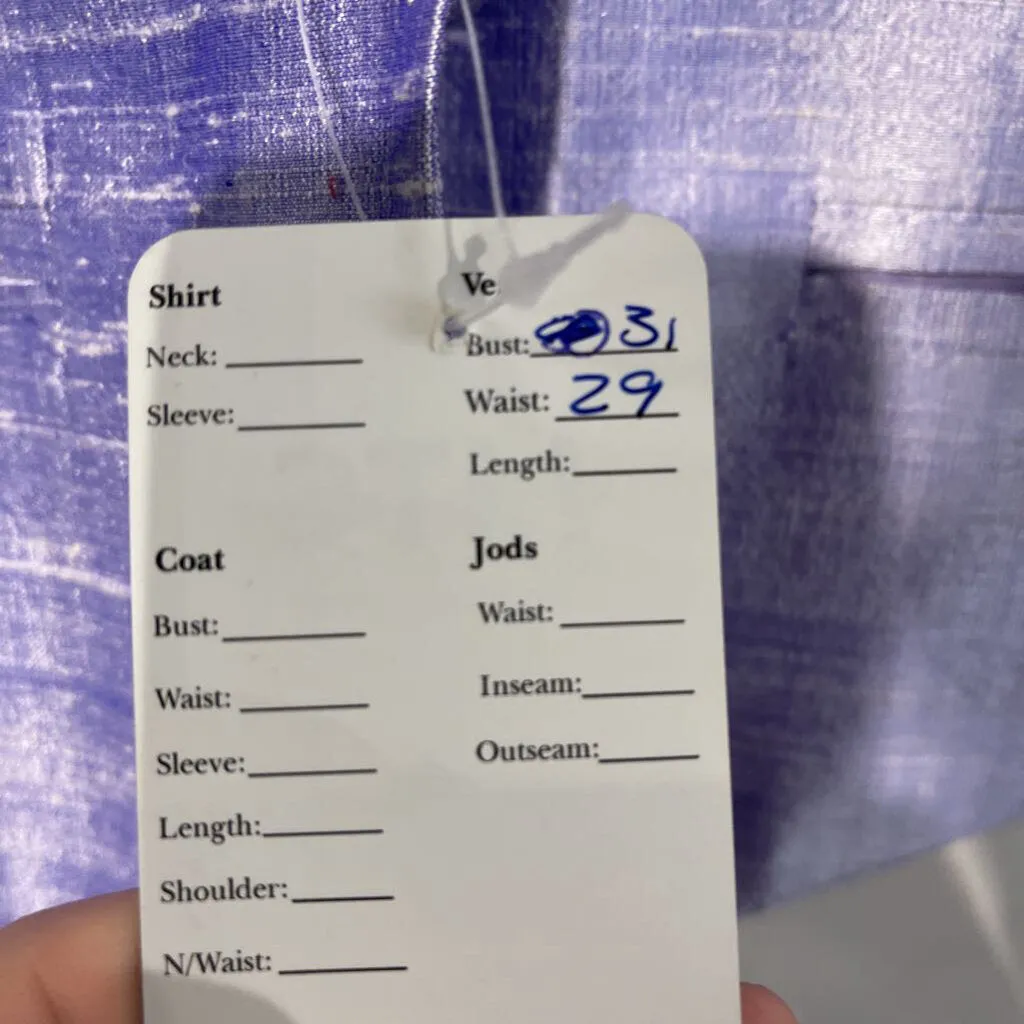 Shirt
Neck:
Sleeve:
Ve
Bust: 31
Waist: 29
Length:
Coat
Bust:
Waist:
Sleeve:
Length:
Shoulder:
N/Waist:
Jods
Waist:
Inseam:
Outseam: